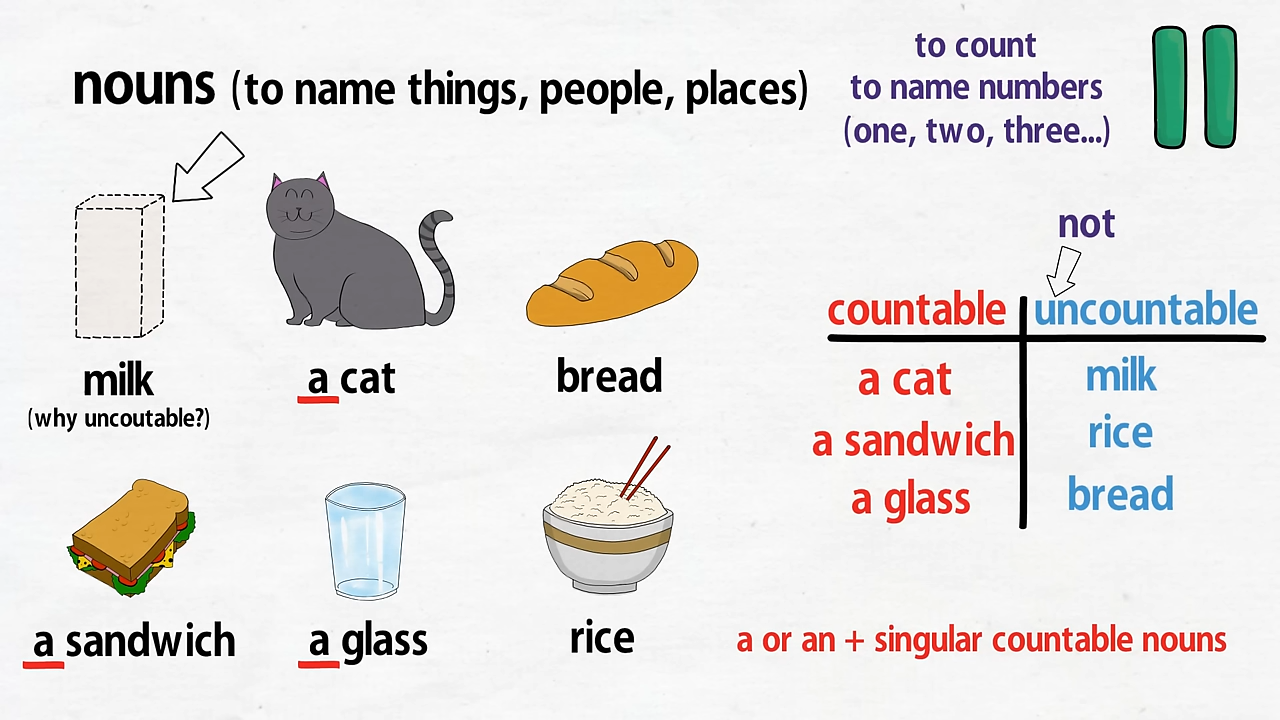 nouns (to name things, people, places)
to count
to name numbers
(one, two, three...)
milk
(why uncoutable?)
a cat
bread
a sandwich
a glass
rice
not
countable
uncountable
a cat
milk
a sandwich
rice
a glass
bread
a or an + singular countable nouns